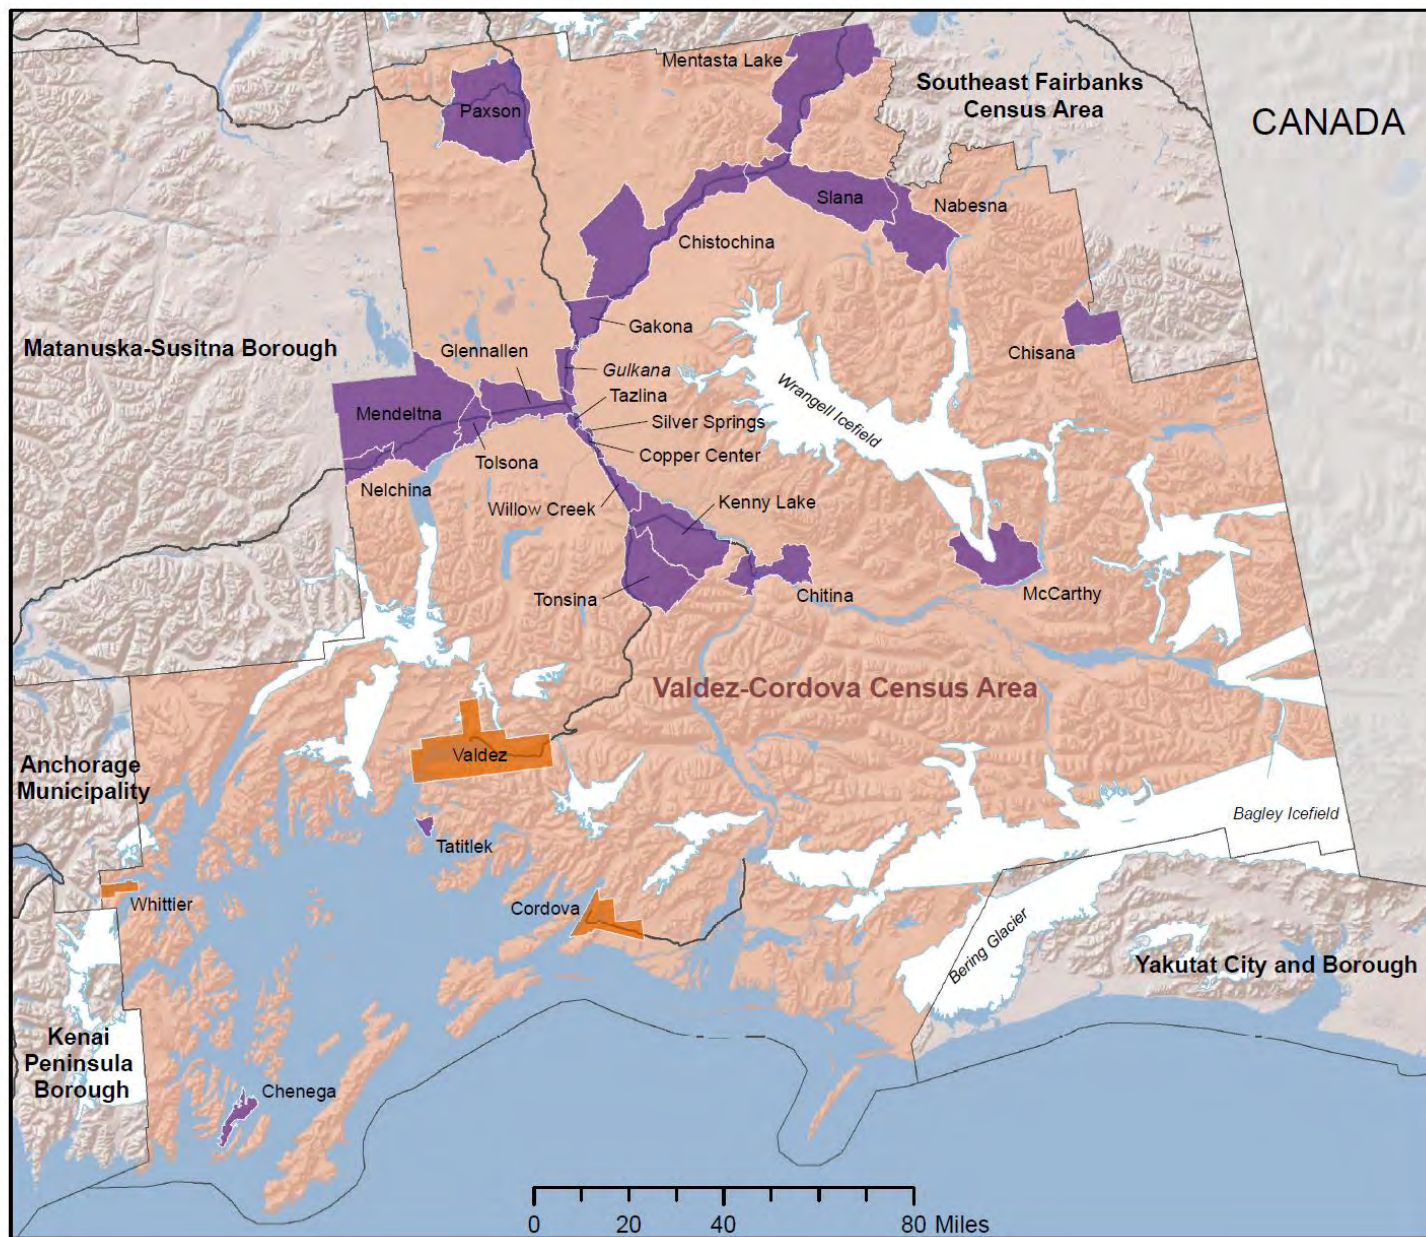 Mentasta Lake
Southeast Fairbanks
Census Area
CANADA
Paxson
Slana
Nabesna
Chistochina
Gakona
Matanuska-Susitna Borough
Glennallen
Gulkana
Chisana
Tazlina
Mendeltna
Silver Springs
Wrangell Icefield
Copper Center
Tolsona
Nelchina
Willow Creek
Kenny Lake
Tonsina
Chitina
McCarthy
Valdez-Cordova Census Area
Valdez
Anchorage
Municipality
Bagley Icefield
Tatitlek
Whittier
Cordova
Bering Glacier
Yakutat City and Borough
Kenai
Peninsula
Borough
Chenega
0 20 40 80 Miles